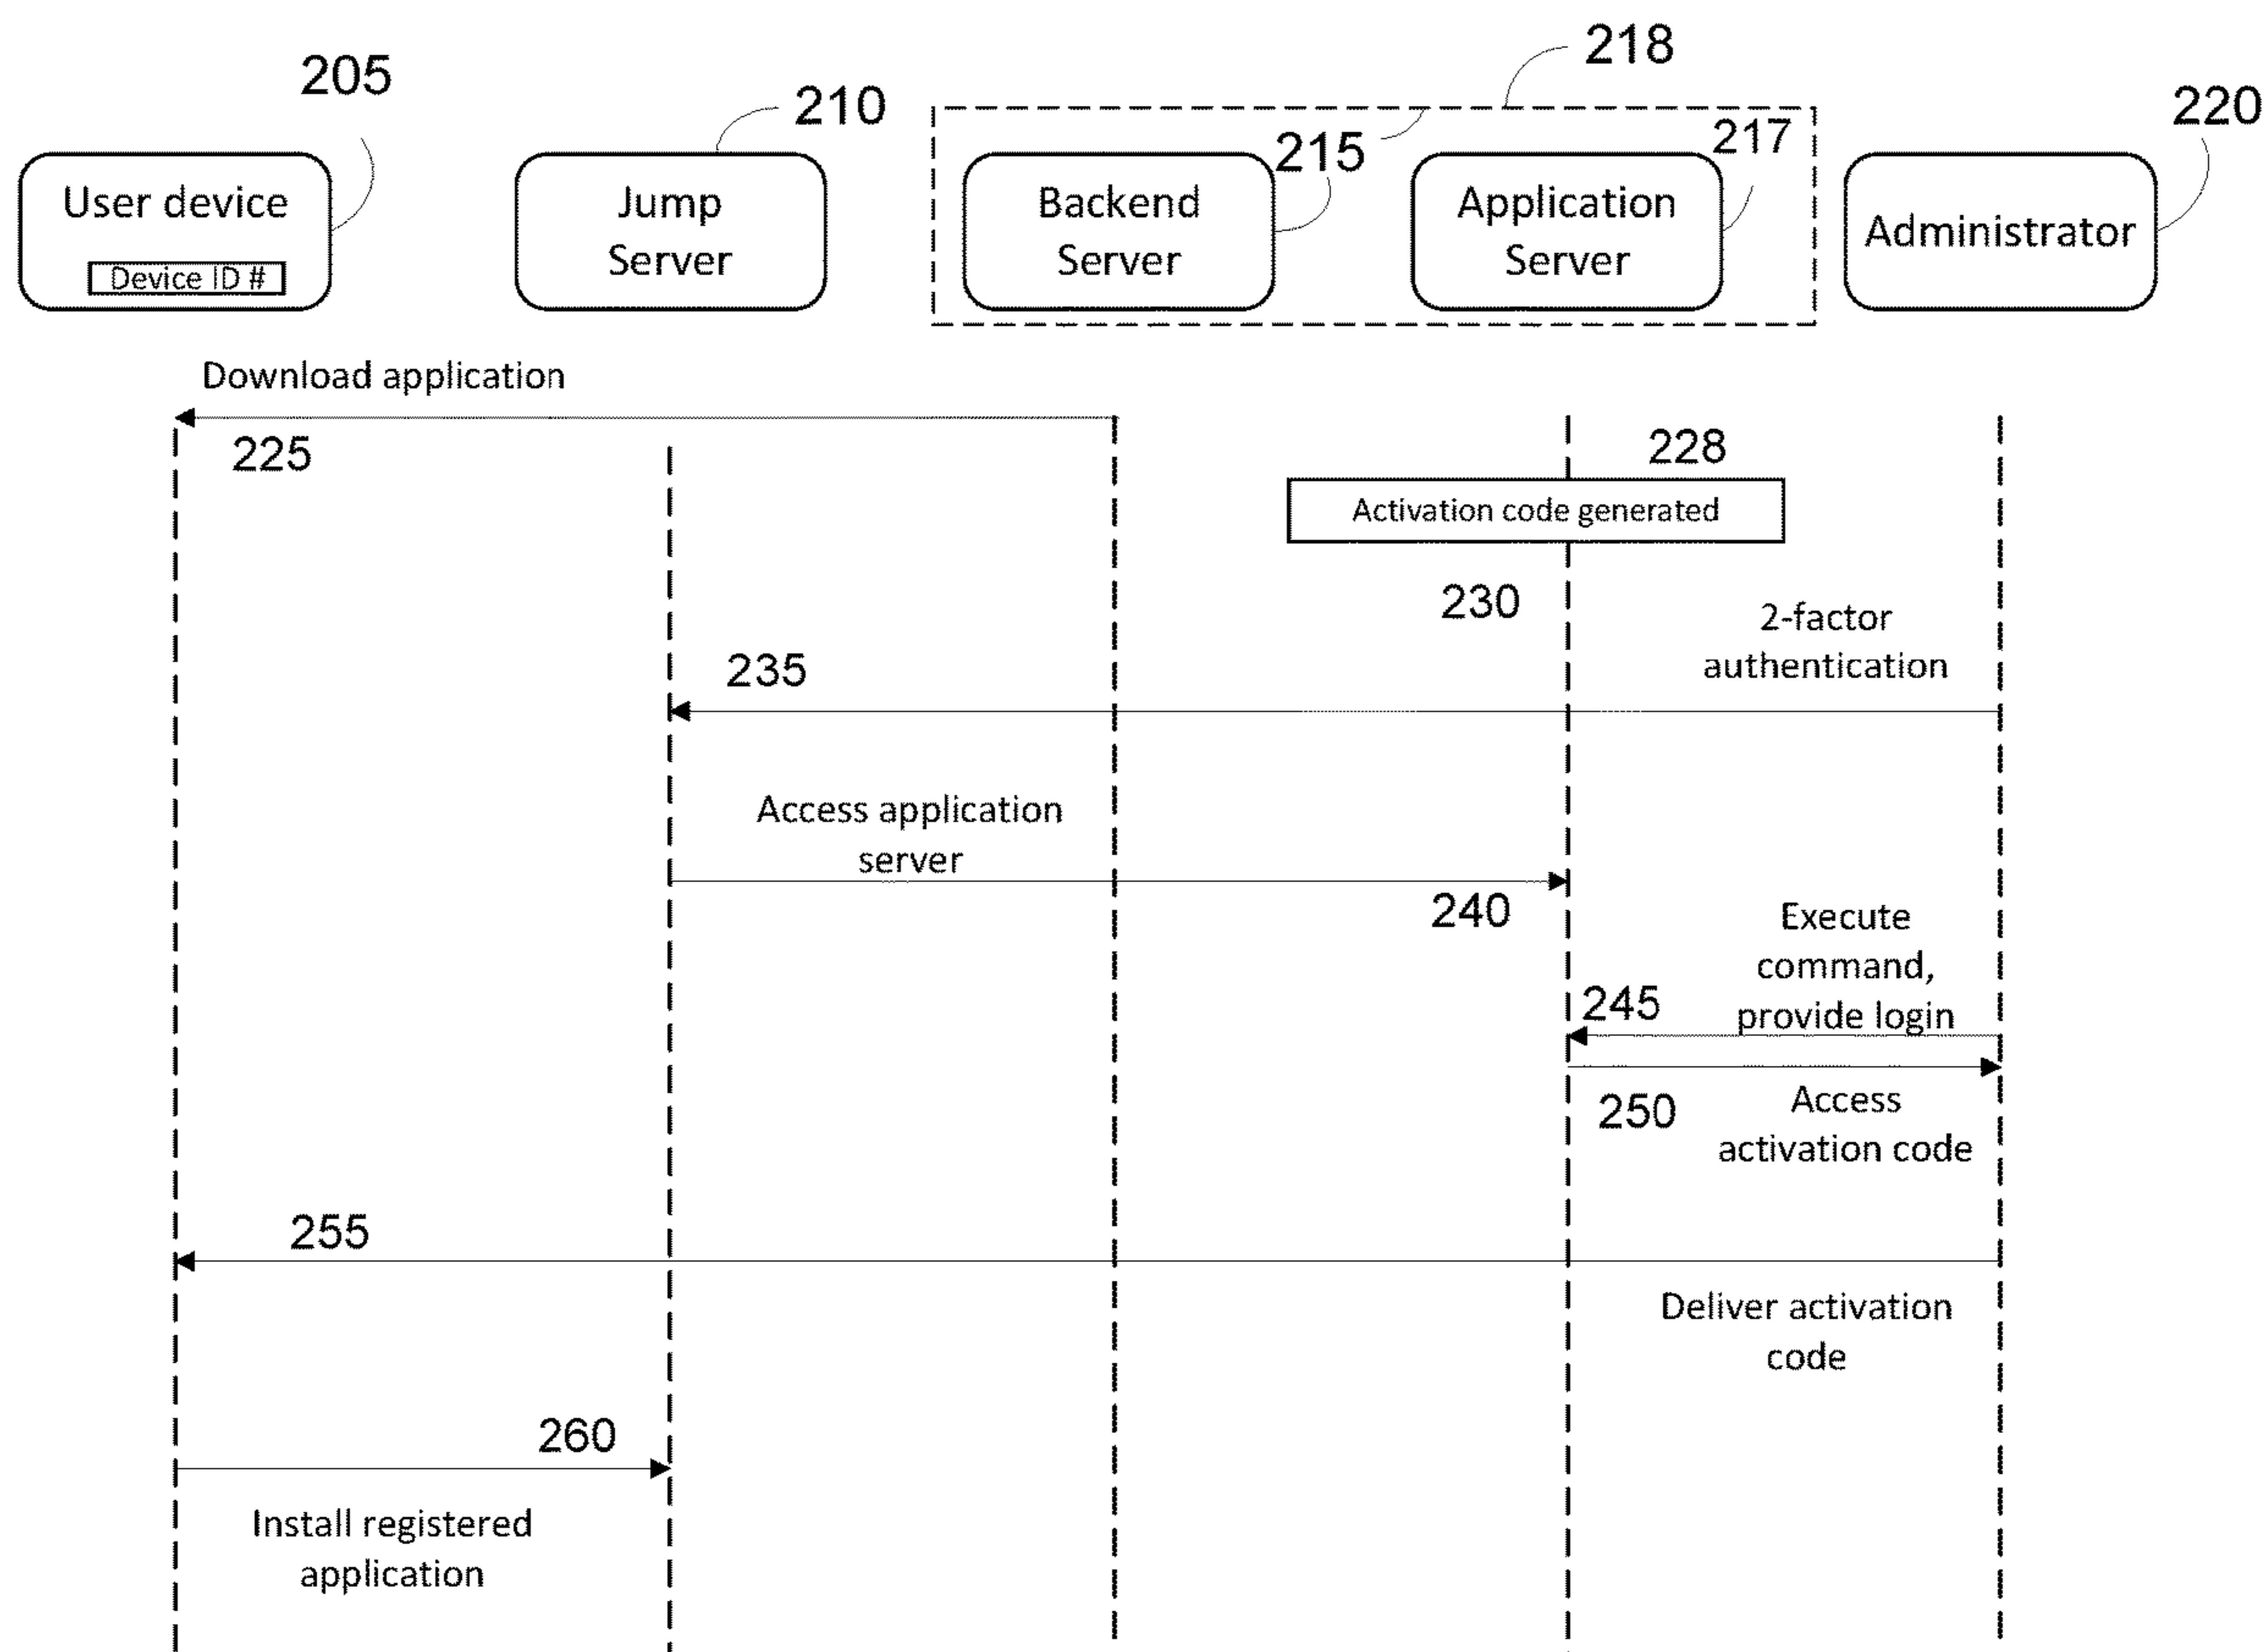 218
205
210
220
215
217
User device
Device ID #
Jump
Server
Backend
Server
Application
Server
Administrator
Download application
225
228
Activation code generated
230
2-factor
authentication
235
Access application
server
240
Execute
command,
provide login
245
250
Access
activation code
255
Deliver activation
code
260
Install registered
application